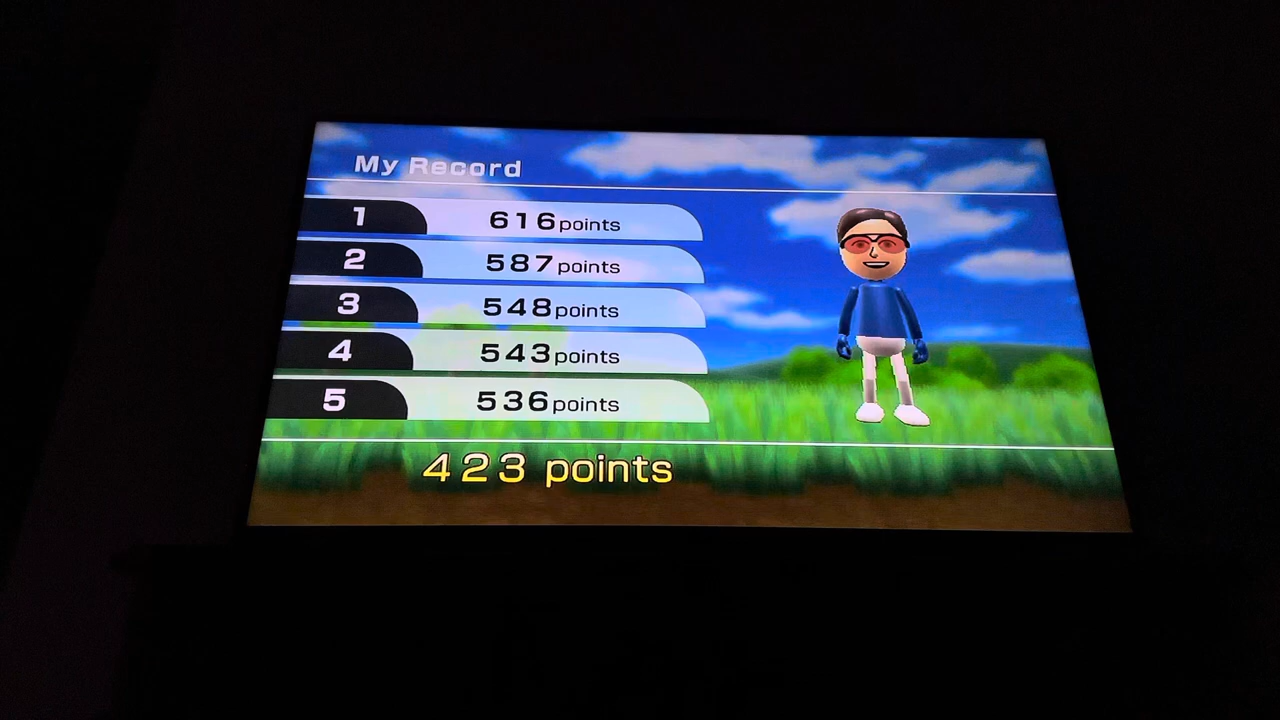 My Record
1 616points
2 587points
3 548points
4 543points
5 536points
423 points